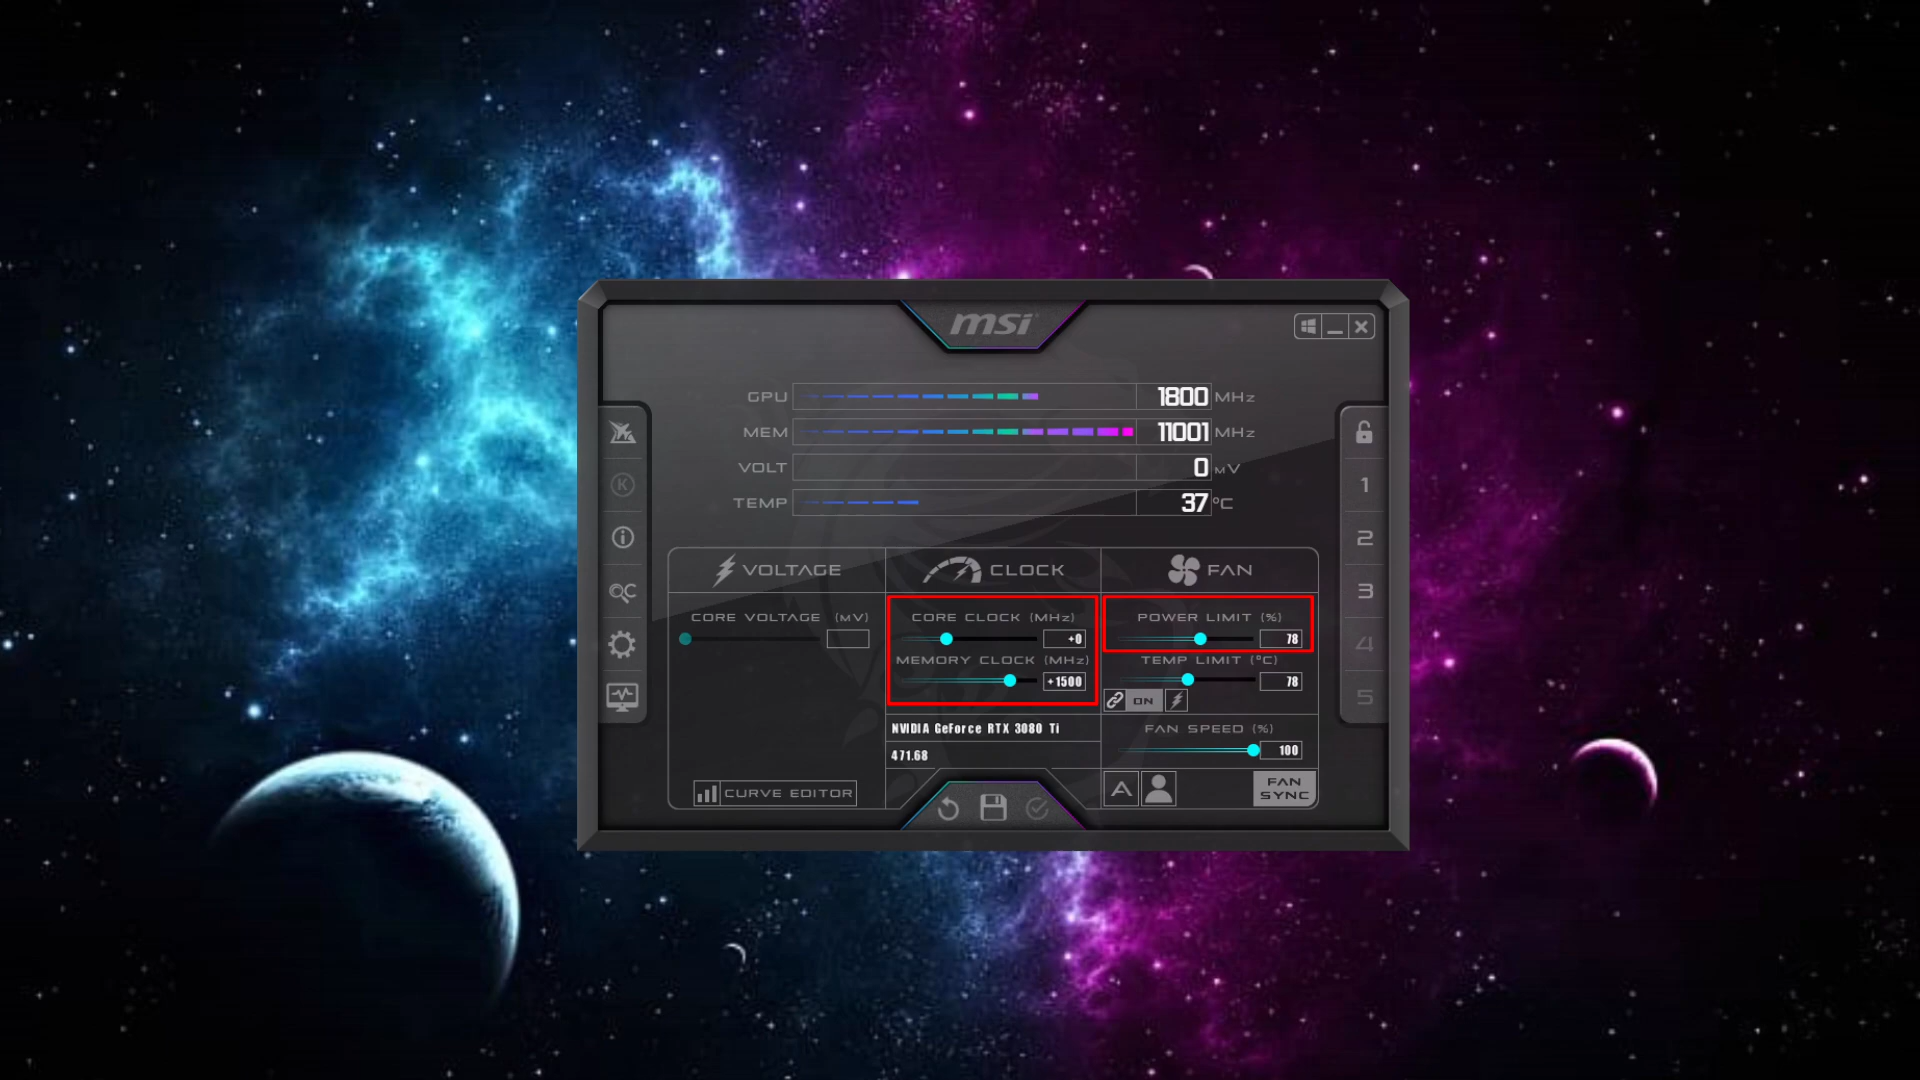 msi
GPU 1800 MHz
MEM 11001 MHz
VOLT 0 mV
TEMP 37 °C
K
i
OC
1
2
3
4
5
VOLTAGE
CORE VOLTAGE (MV)
CURVE EDITOR
CLOCK
CORE CLOCK (MHz)
+0
MEMORY CLOCK (MHz)
+1500
NVIDIA GeForce RTX 3080 Ti
471.68
FAN
POWER LIMIT (%)
78
TEMP LIMIT (°C)
78
ON
FAN SPEED (%)
100
A
FAN
SYNC